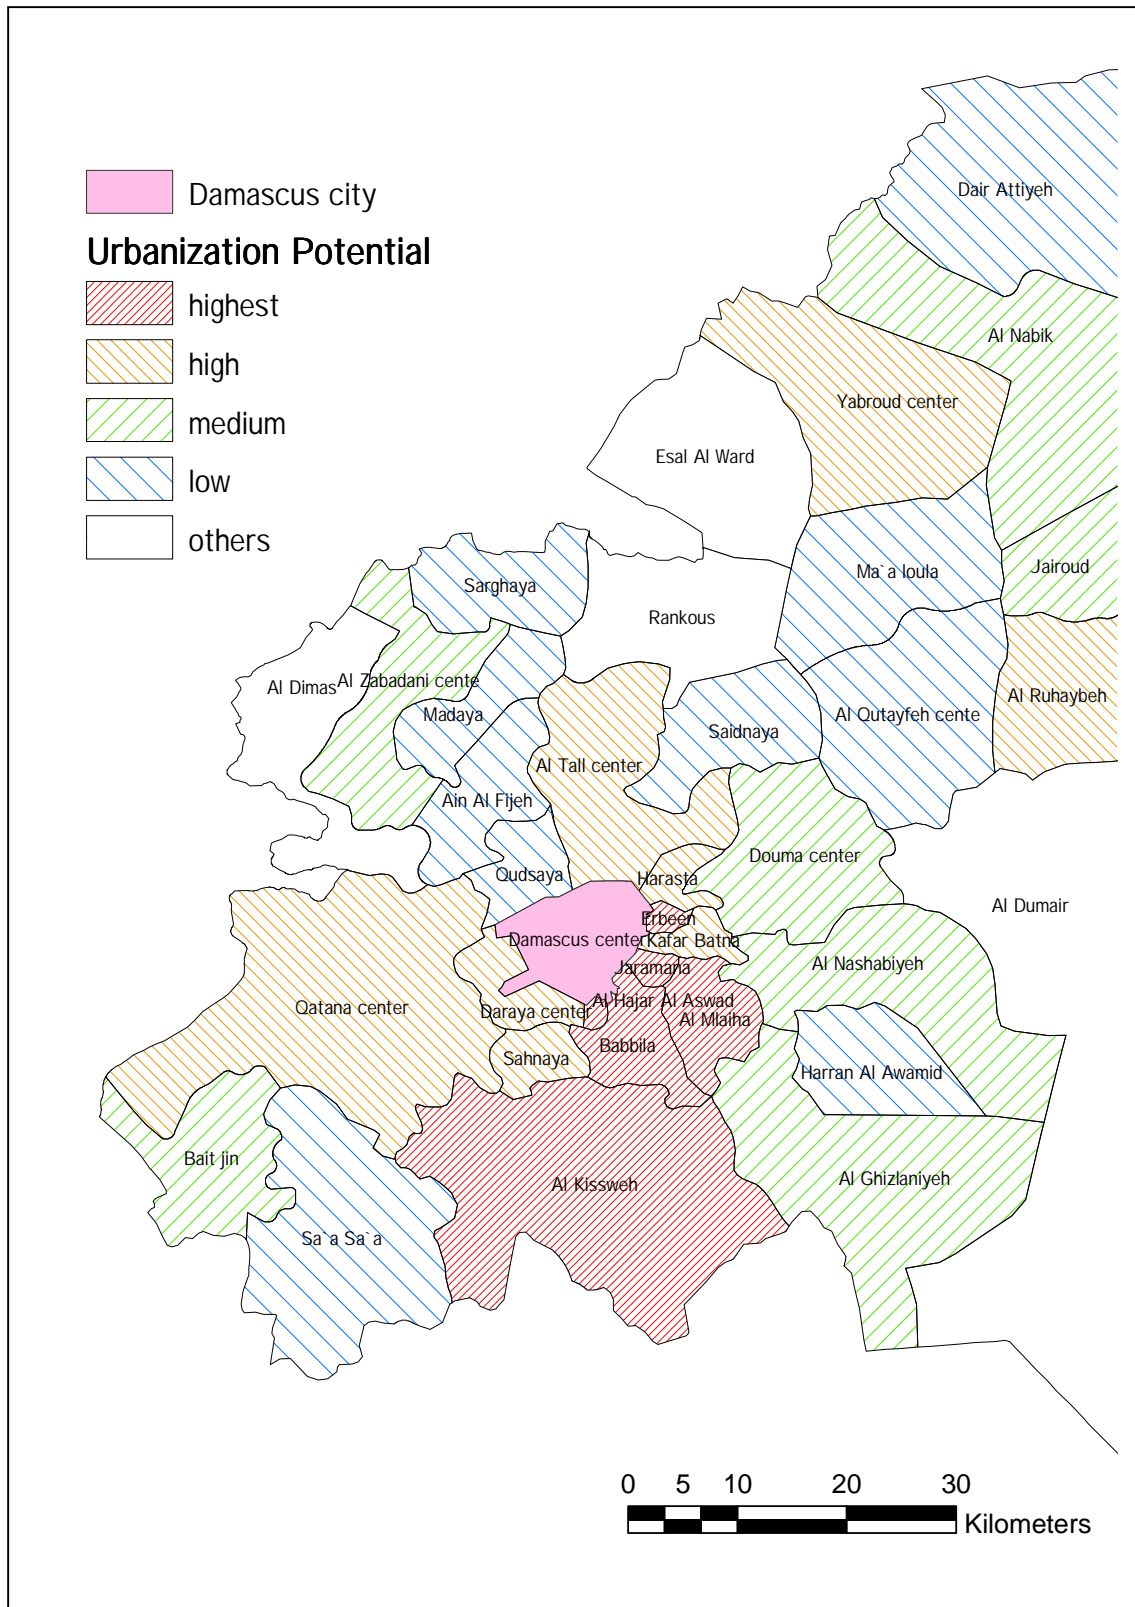 Damascus city
Urbanization Potential
highest
high
medium
low
others
Dair Attiyeh
Al Nabik
Yabroud center
Esal Al Ward
Jairoud
Ma`a loula
Sarghaya
Rankous
Al Dimas
Al Zabadani cente
Al Ruhaybeh
Madaya
Al Qutayfeh cente
Saidnaya
Al Tall center
Ain Al Fijeh
Douma center
Qudsaya
Harasta
Al Dumair
Erbeen
Damascus center
Kafar Batna
Al Nashabiyeh
Jaramana
Qatana center
Al Hajar Al Aswad
Daraya center
Al Mlaiha
Babbila
Sahnaya
Harran Al Awamid
Bait jin
Al Kissweh
Al Ghizlaniyeh
Sa`a Sa`a
0 5 10 20 30
Kilometers